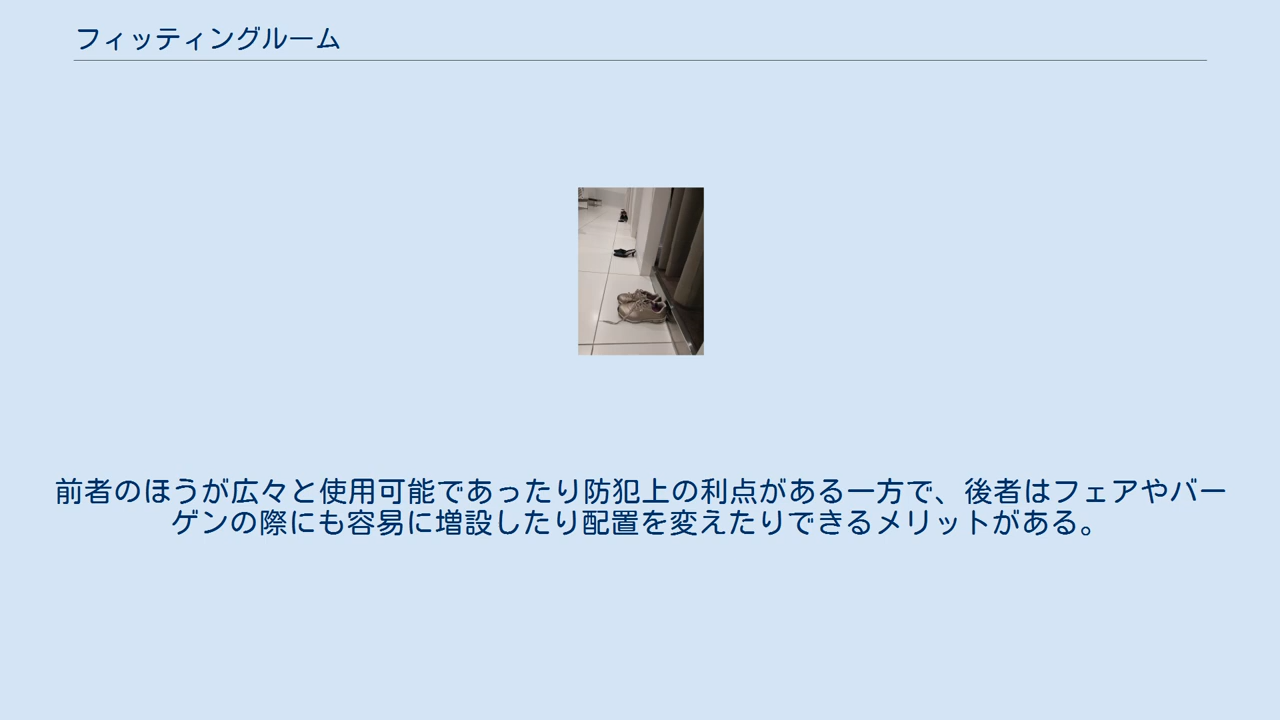 フィッティングルーム
前者のほうが広々と使用可能であったり防犯上の利点がある一方で、後者はフェアやバー
ゲンの際にも容易に増設したり配置を変えたりできるメリットがある。